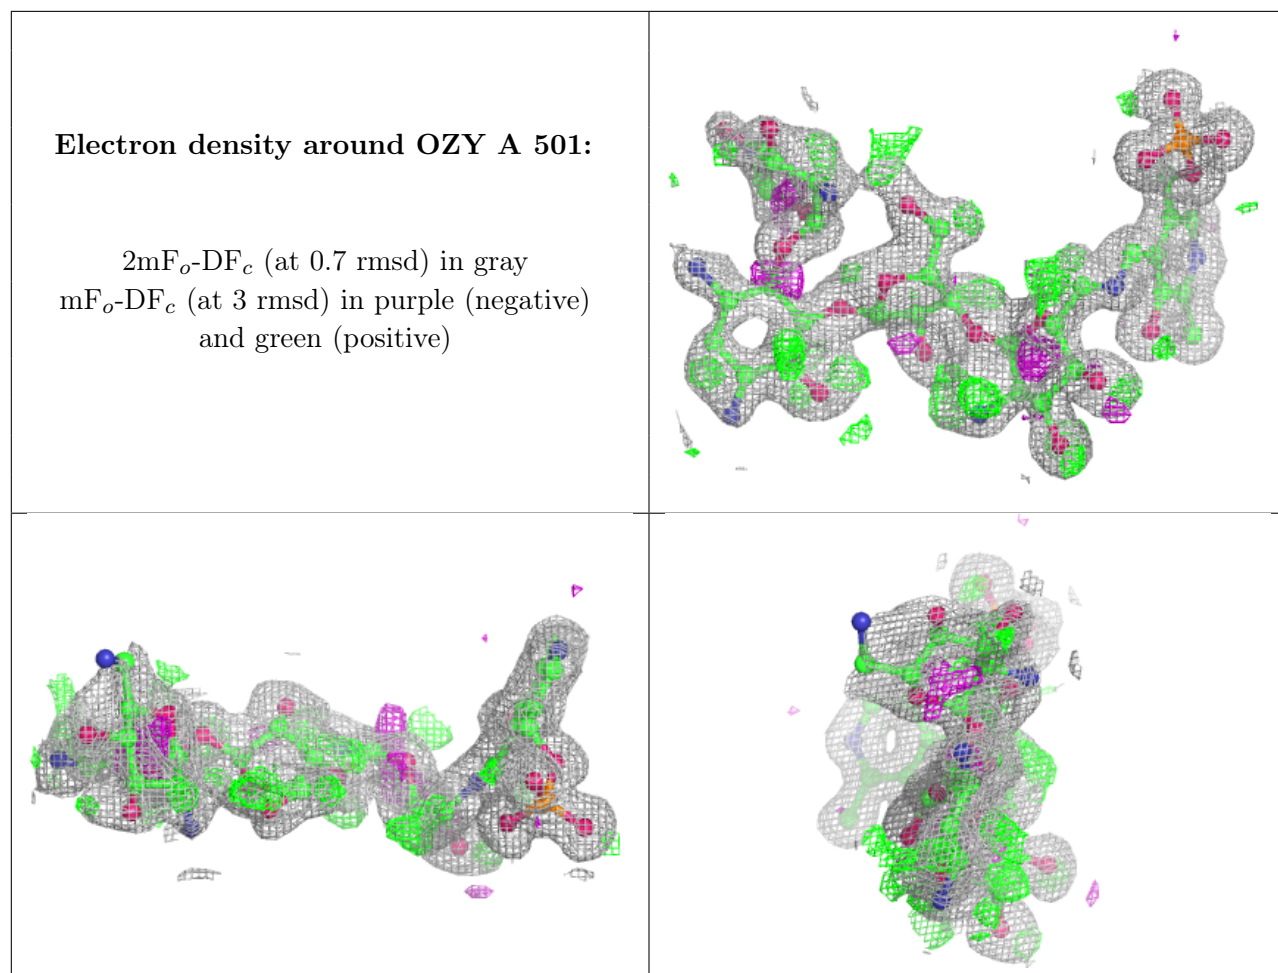 Electron density around OZY A 501:
2mFₒ-DF𝒸 (at 0.7 rmsd) in gray
mFₒ-DF𝒸 (at 3 rmsd) in purple (negative)
and green (positive)